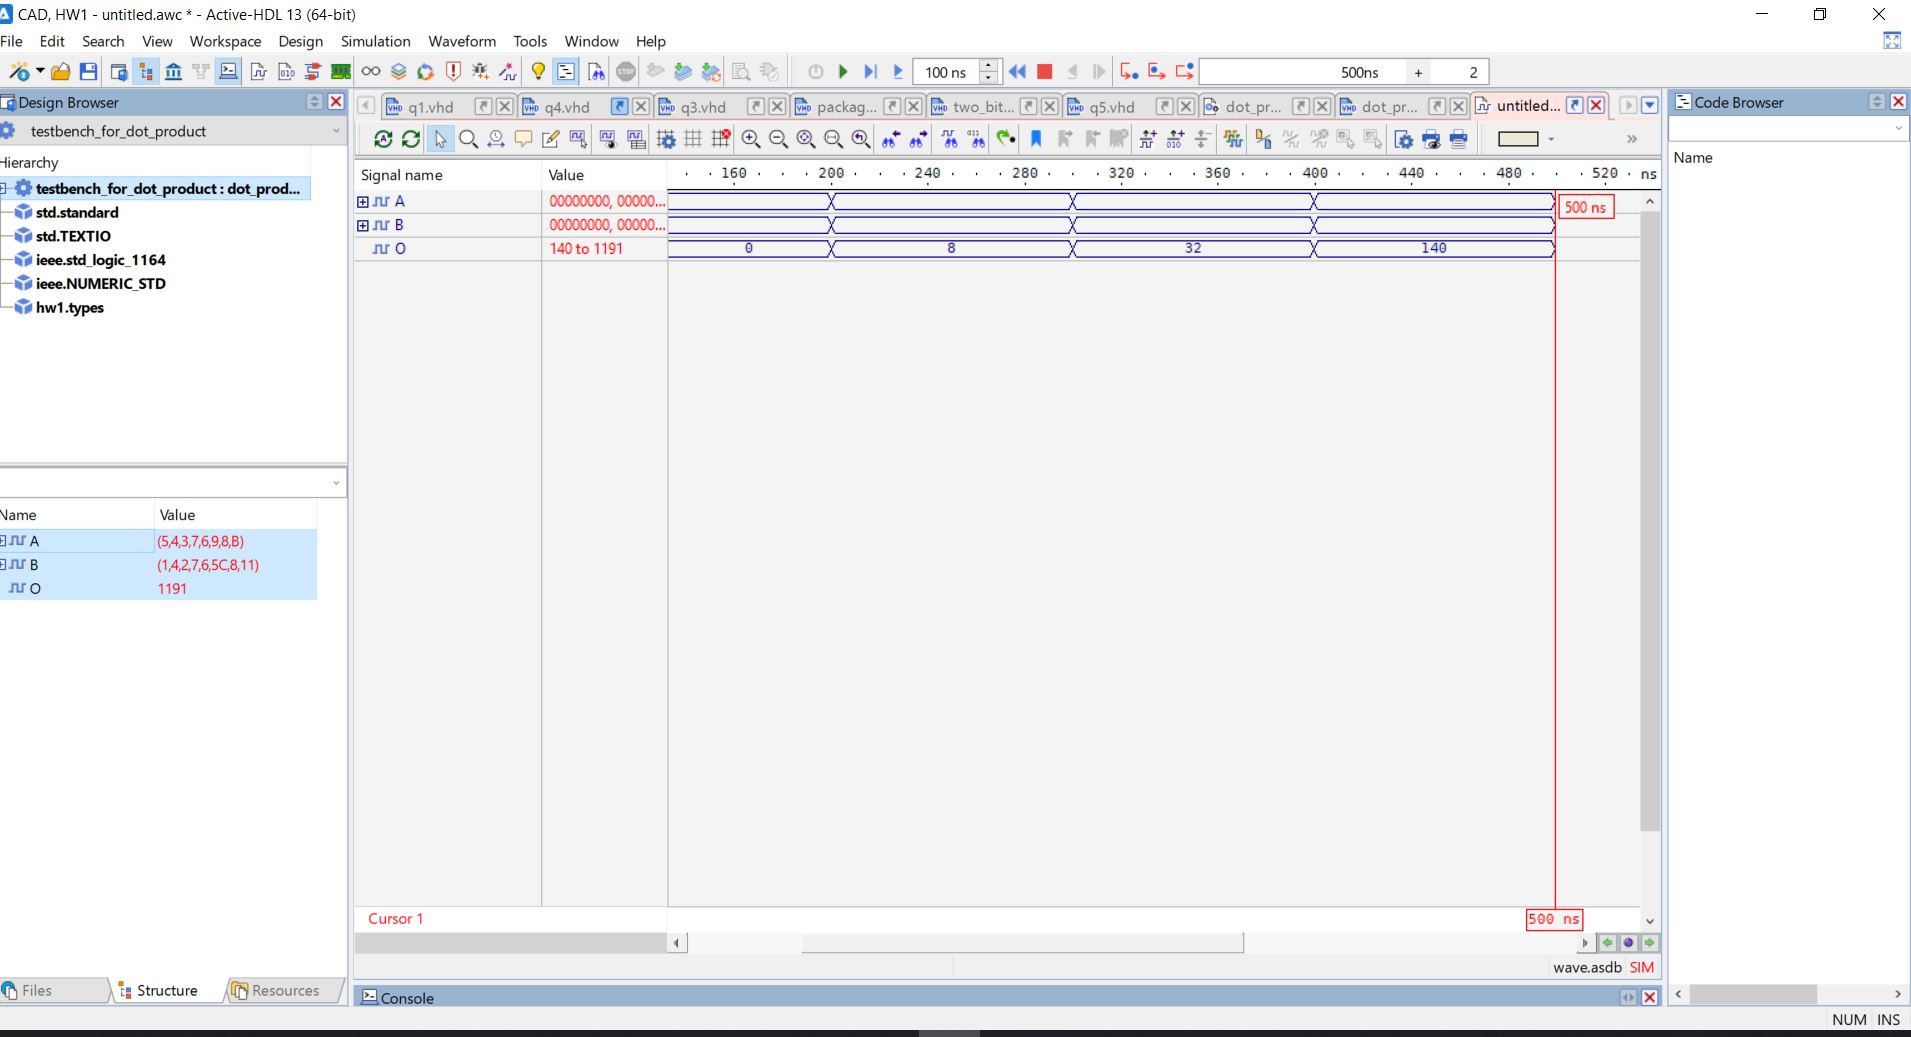 CAD, HW1 - untitled.awc * - Active-HDL 13 (64-bit)
File Edit Search View Workspace Design Simulation Waveform Tools Window Help
100 ns 500ns + 2
Design Browser
testbench_for_dot_product
Hierarchy
testbench_for_dot_product : dot_prod...
std.standard
std.TEXTIO
ieee.std_logic_1164
ieee.NUMERIC_STD
hw1.types
Name Value
A (5,4,3,7,6,9,8,B)
B (1,4,2,7,6,5C,8,11)
O 1191
Files Structure Resources
q1.vhd q4.vhd q3.vhd packag... two_bit... q5.vhd dot_pr... dot_pr... untitled...
Signal name Value 160 200 240 280 320 360 400 440 480 520 ns
A 00000000, 00000...
B 00000000, 00000...
O 140 to 1191 0 8 32 140
500 ns
Cursor 1 500 ns
wave.asdb SIM
Console
Code Browser
Name
NUM INS